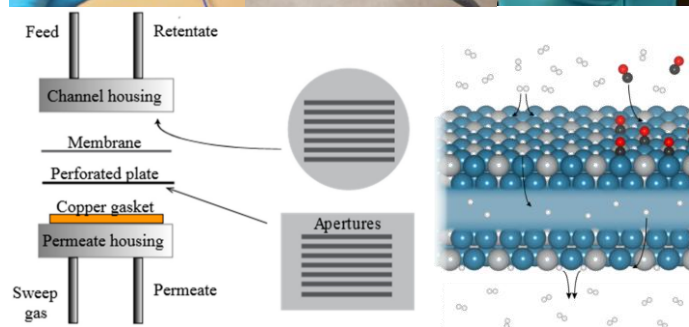 Feed
Retentate
Channel housing
Membrane
Perforated plate
Copper gasket
Permeate housing
Sweep
gas
Permeate
Apertures